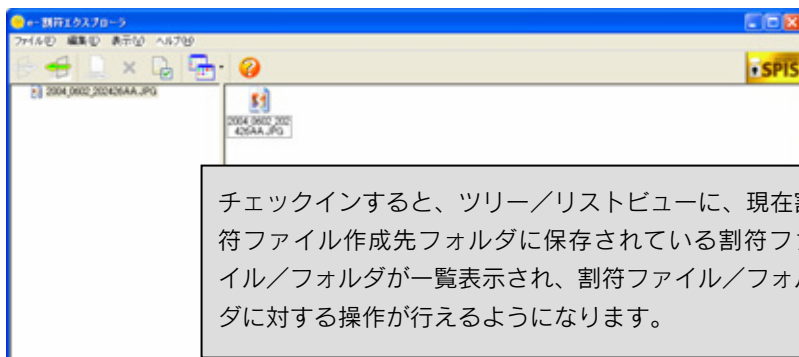 e-割符エクスプローラ
ファイル(F) 編集(E) 表示(V) ヘルプ(H)
SPIS
2004_0602_202426AA.JPG
2004_0602_202
426AA.JPG
チェックインすると、ツリー／リストビューに、現在割
符ファイル作成先フォルダに保存されている割符ファ
イル／フォルダが一覧表示され、割符ファイル／フォル
ダに対する操作が行えるようになります。